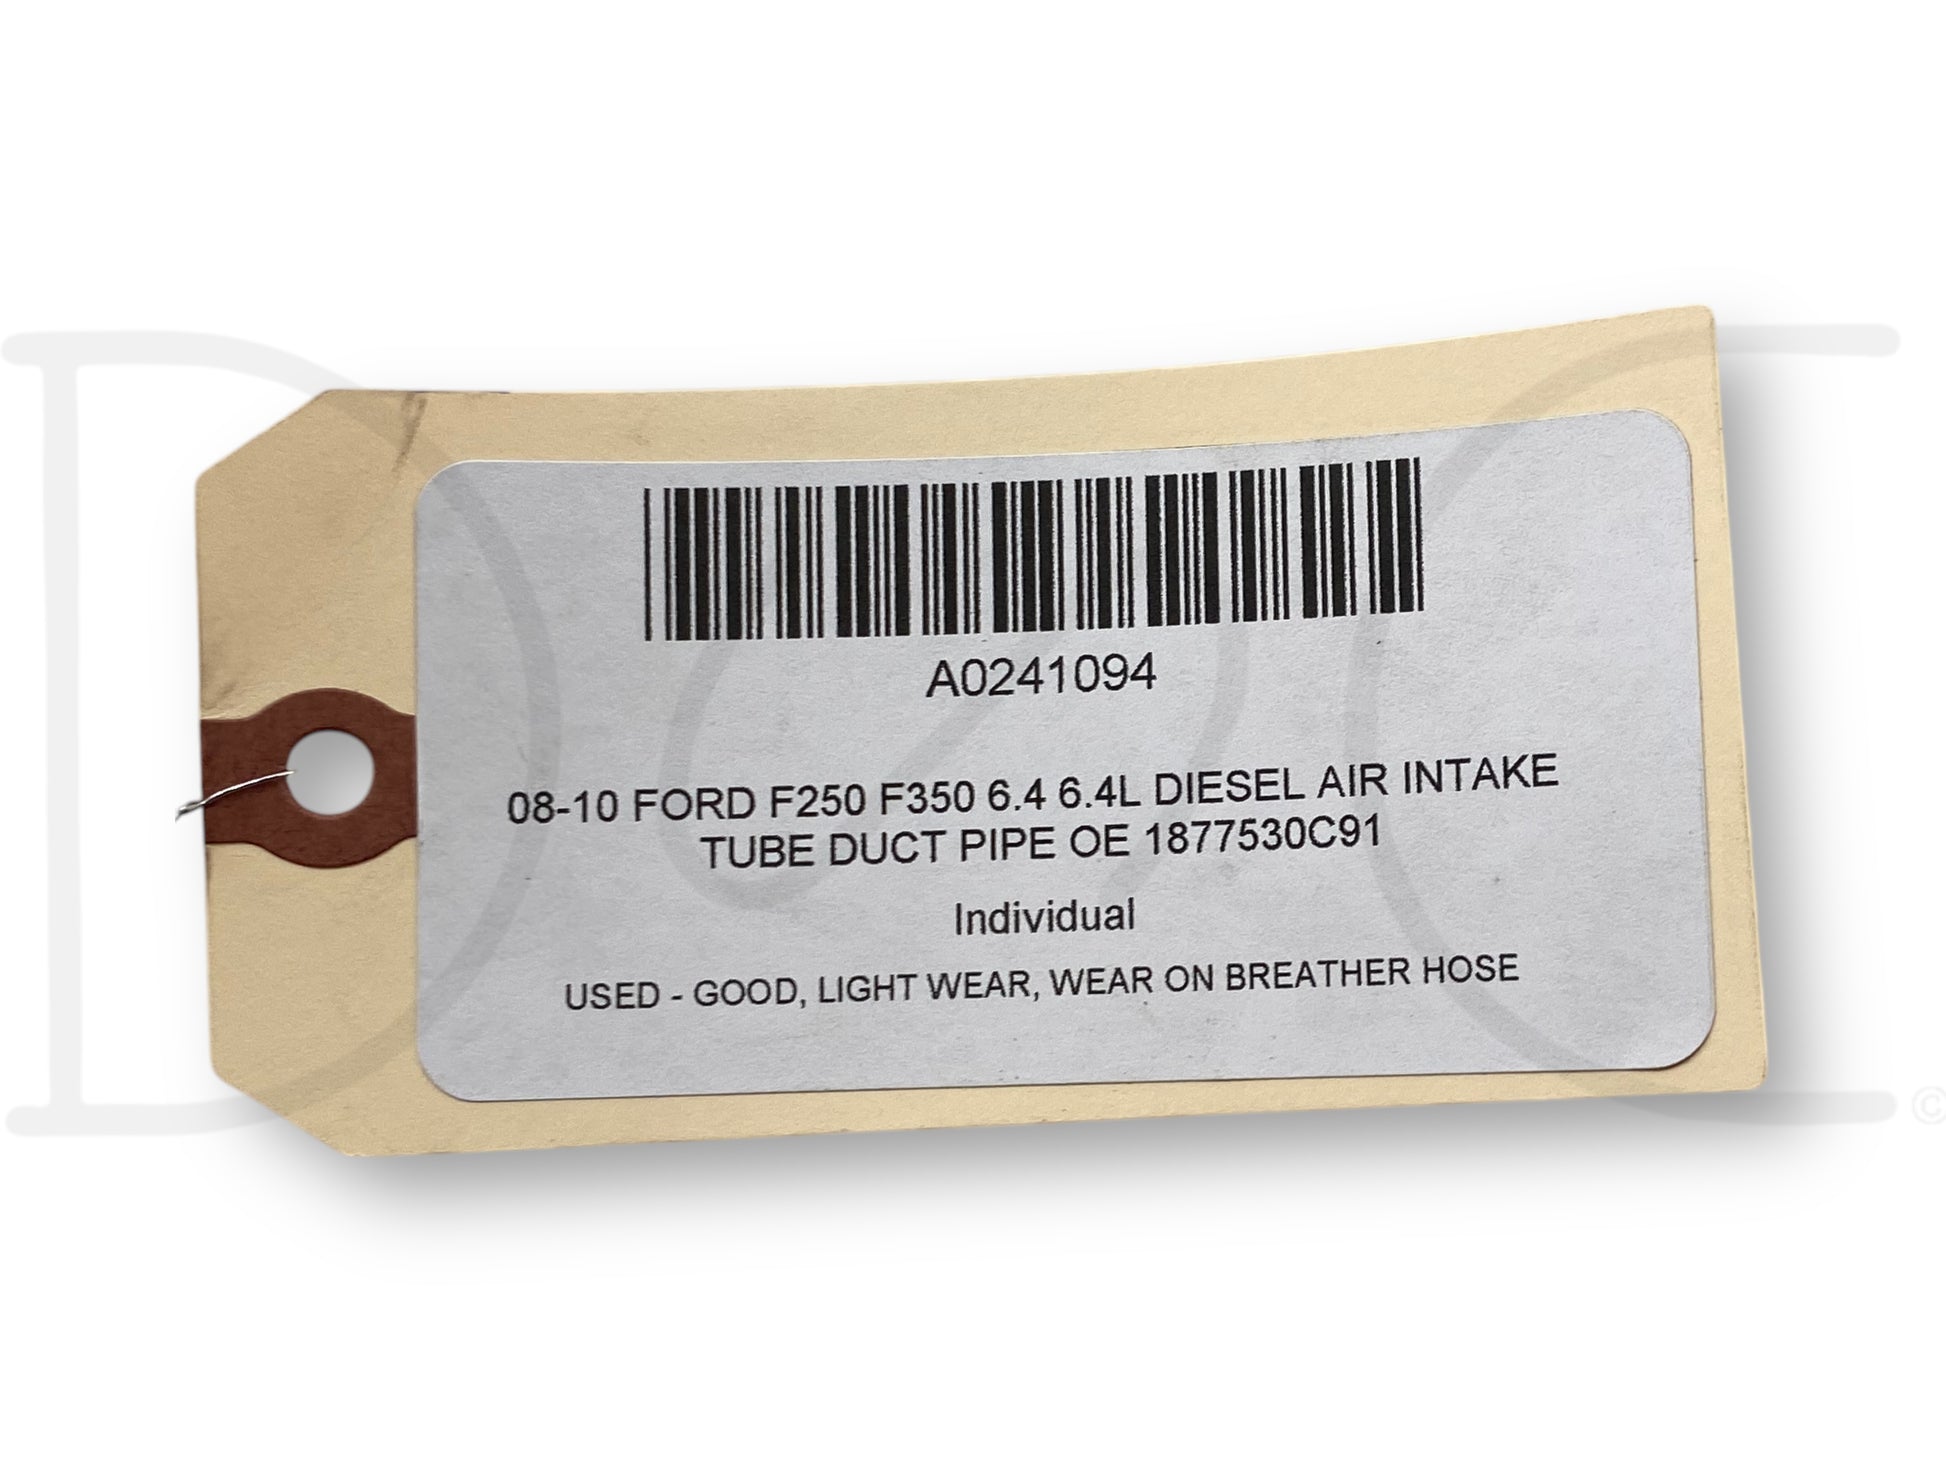 A0241094
08-10 FORD F250 F350 6.4 6.4L DIESEL AIR INTAKE
TUBE DUCT PIPE OE 1877530C91
Individual
USED - GOOD, LIGHT WEAR, WEAR ON BREATHER HOSE
©